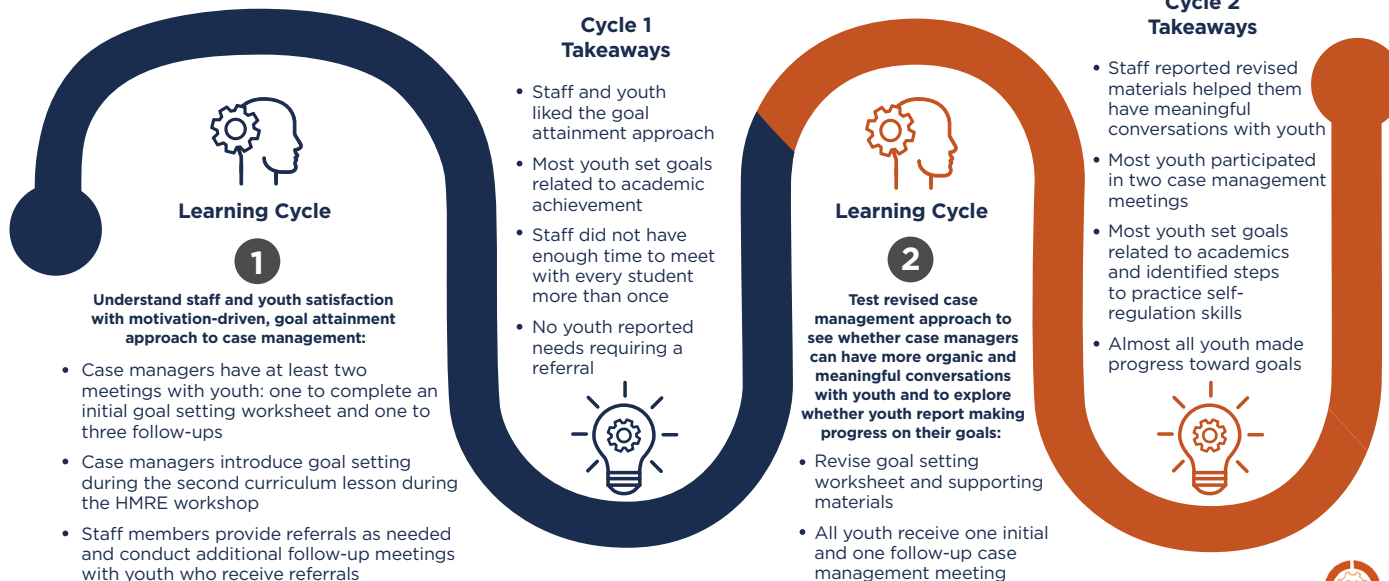 Learning Cycle
1
Understand staff and youth satisfaction
with motivation-driven, goal attainment
approach to case management:
• Case managers have at least two
meetings with youth: one to complete an
initial goal setting worksheet and one to
three follow-ups
• Case managers introduce goal setting
during the second curriculum lesson during
the HMRE workshop
• Staff members provide referrals as needed
and conduct additional follow-up meetings
with youth who receive referrals
Cycle 1
Takeaways
• Staff and youth
liked the goal
attainment approach
• Most youth set goals
related to academic
achievement
• Staff did not have
enough time to meet
with every student
more than once
• No youth reported
needs requiring a
referral
Learning Cycle
2
Test revised case
management approach to
see whether case managers
can have more organic and
meaningful conversations
with youth and to explore
whether youth report making
progress on their goals:
• Revise goal setting
worksheet and supporting
materials
• All youth receive one initial
and one follow-up case
management meeting
Cycle 2
Takeaways
• Staff reported revised
materials helped them
have meaningful
conversations with youth
• Most youth participated
in two case management
meetings
• Most youth set goals
related to academics
and identified steps
to practice self-
regulation skills
• Almost all youth made
progress toward goals